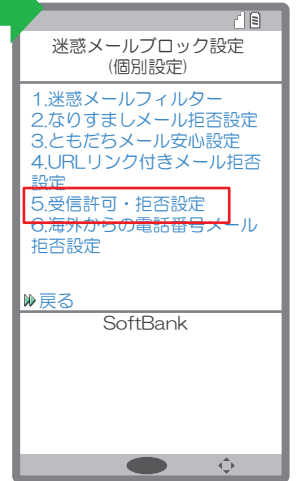 迷惑メールブロック設定
(個別設定)
1.迷惑メールフィルター
2.なりすましメール拒否設定
3.ともだちメール安心設定
4.URLリンク付きメール拒否
設定
5.受信許可・拒否設定
6.海外からの電話番号メール
拒否設定
戻る
SoftBank